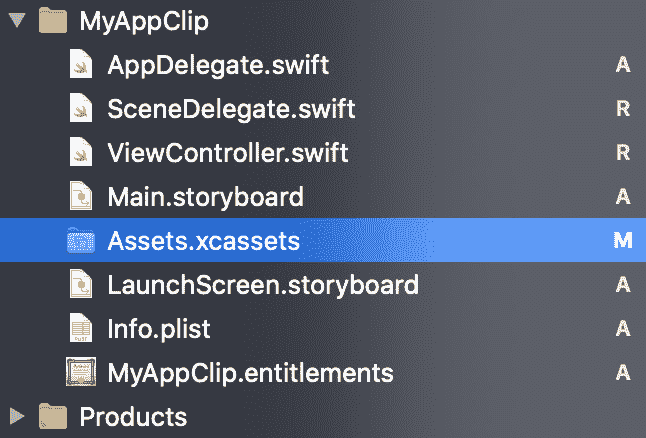 MyAppClip
AppDelegate.swift A
SceneDelegate.swift R
ViewController.swift R
Main.storyboard A
Assets.xcassets M
LaunchScreen.storyboard A
Info.plist A
MyAppClip.entitlements A
Products